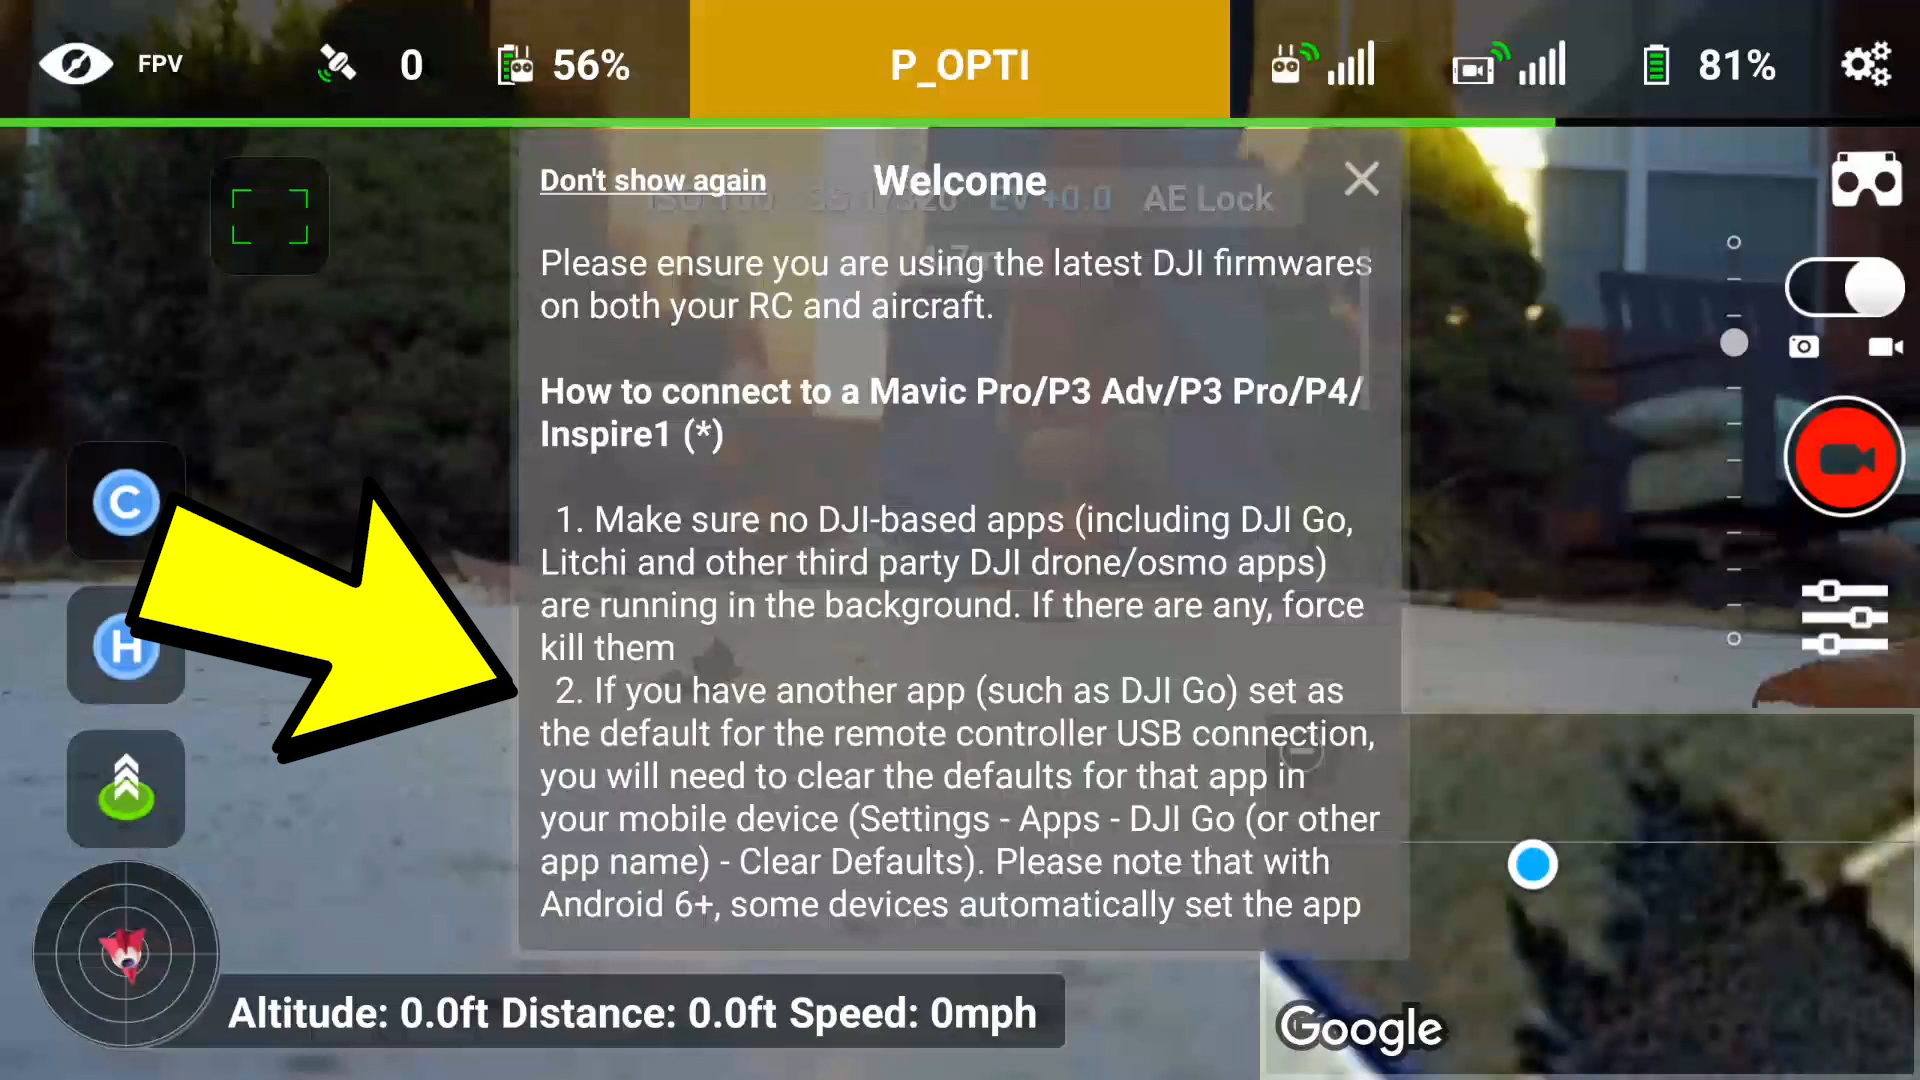 FPV
0
56%
P_OPTI
81%
Don't show again
Welcome
AE Lock
Please ensure you are using the latest DJI firmwares
on both your RC and aircraft.
How to connect to a Mavic Pro/P3 Adv/P3 Pro/P4/
Inspire1 (*)
1. Make sure no DJI-based apps (including DJI Go,
Litchi and other third party DJI drone/osmo apps)
are running in the background. If there are any, force
kill them
2. If you have another app (such as DJI Go) set as
the default for the remote controller USB connection,
you will need to clear the defaults for that app in
your mobile device (Settings - Apps - DJI Go (or other
app name) - Clear Defaults). Please note that with
Android 6+, some devices automatically set the app
C
H
Altitude: 0.0ft Distance: 0.0ft Speed: 0mph
Google